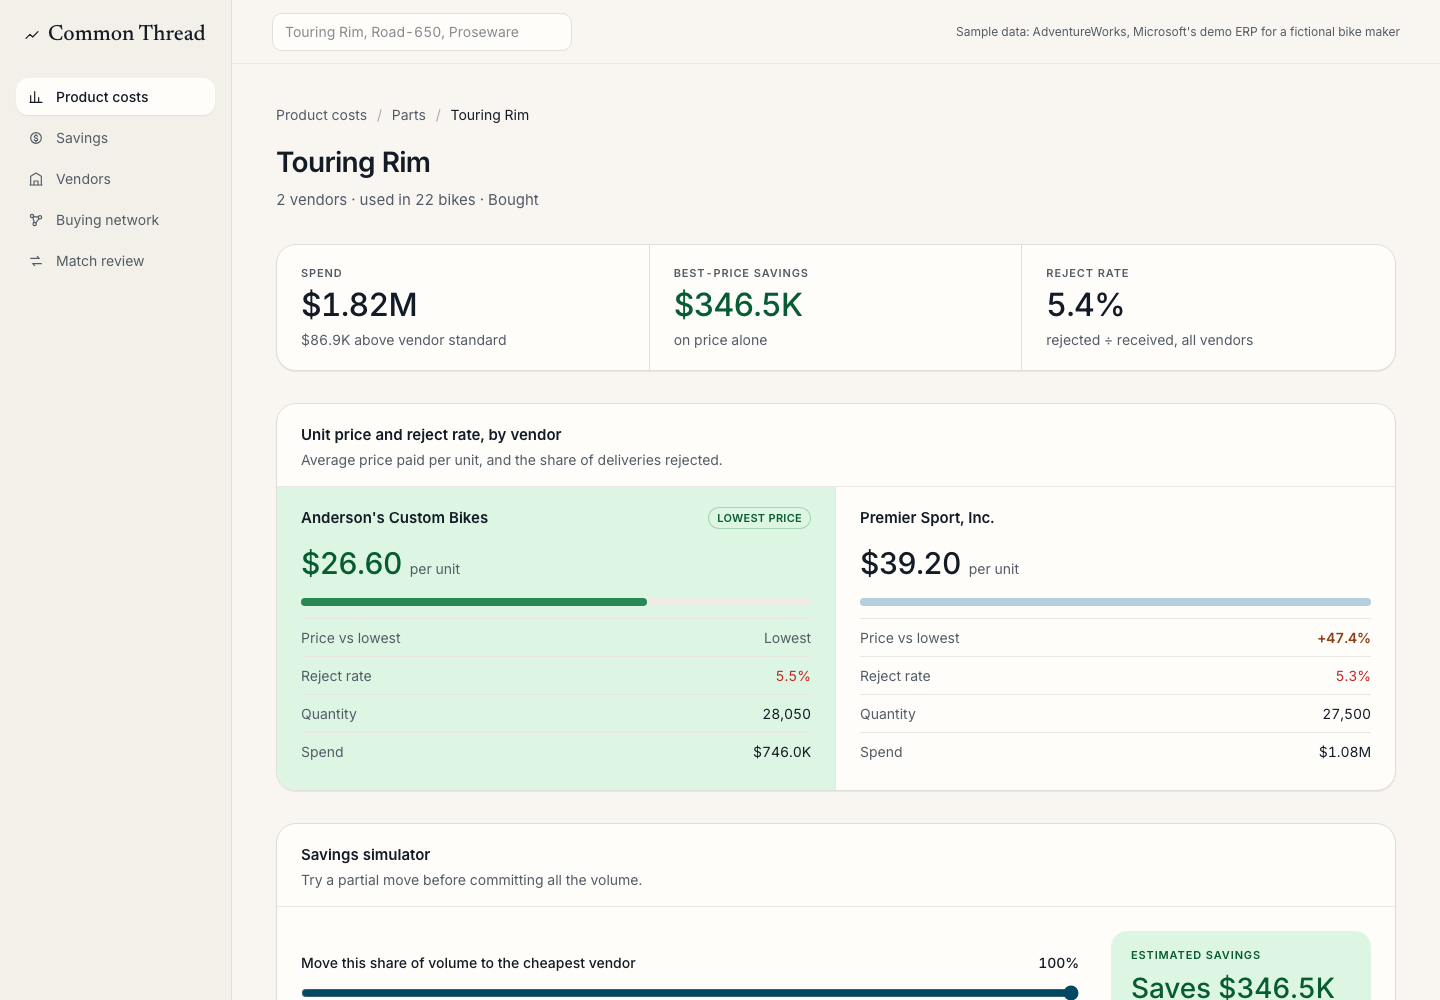 Common Thread
Touring Rim, Road-650, Proseware
Sample data: AdventureWorks, Microsoft's demo ERP for a fictional bike maker
Product costs
Savings
Vendors
Buying network
Match review
Product costs / Parts / Touring Rim
Touring Rim
2 vendors · used in 22 bikes · Bought
SPEND
$1.82M
$86.9K above vendor standard
BEST-PRICE SAVINGS
$346.5K
on price alone
REJECT RATE
5.4%
rejected ÷ received, all vendors
Unit price and reject rate, by vendor
Average price paid per unit, and the share of deliveries rejected.
Anderson's Custom Bikes LOWEST PRICE
$26.60 per unit
Price vs lowest Lowest
Reject rate 5.5%
Quantity 28,050
Spend $746.0K
Premier Sport, Inc.
$39.20 per unit
Price vs lowest +47.4%
Reject rate 5.3%
Quantity 27,500
Spend $1.08M
Savings simulator
Try a partial move before committing all the volume.
Move this share of volume to the cheapest vendor 100%
ESTIMATED SAVINGS
Saves $346.5K